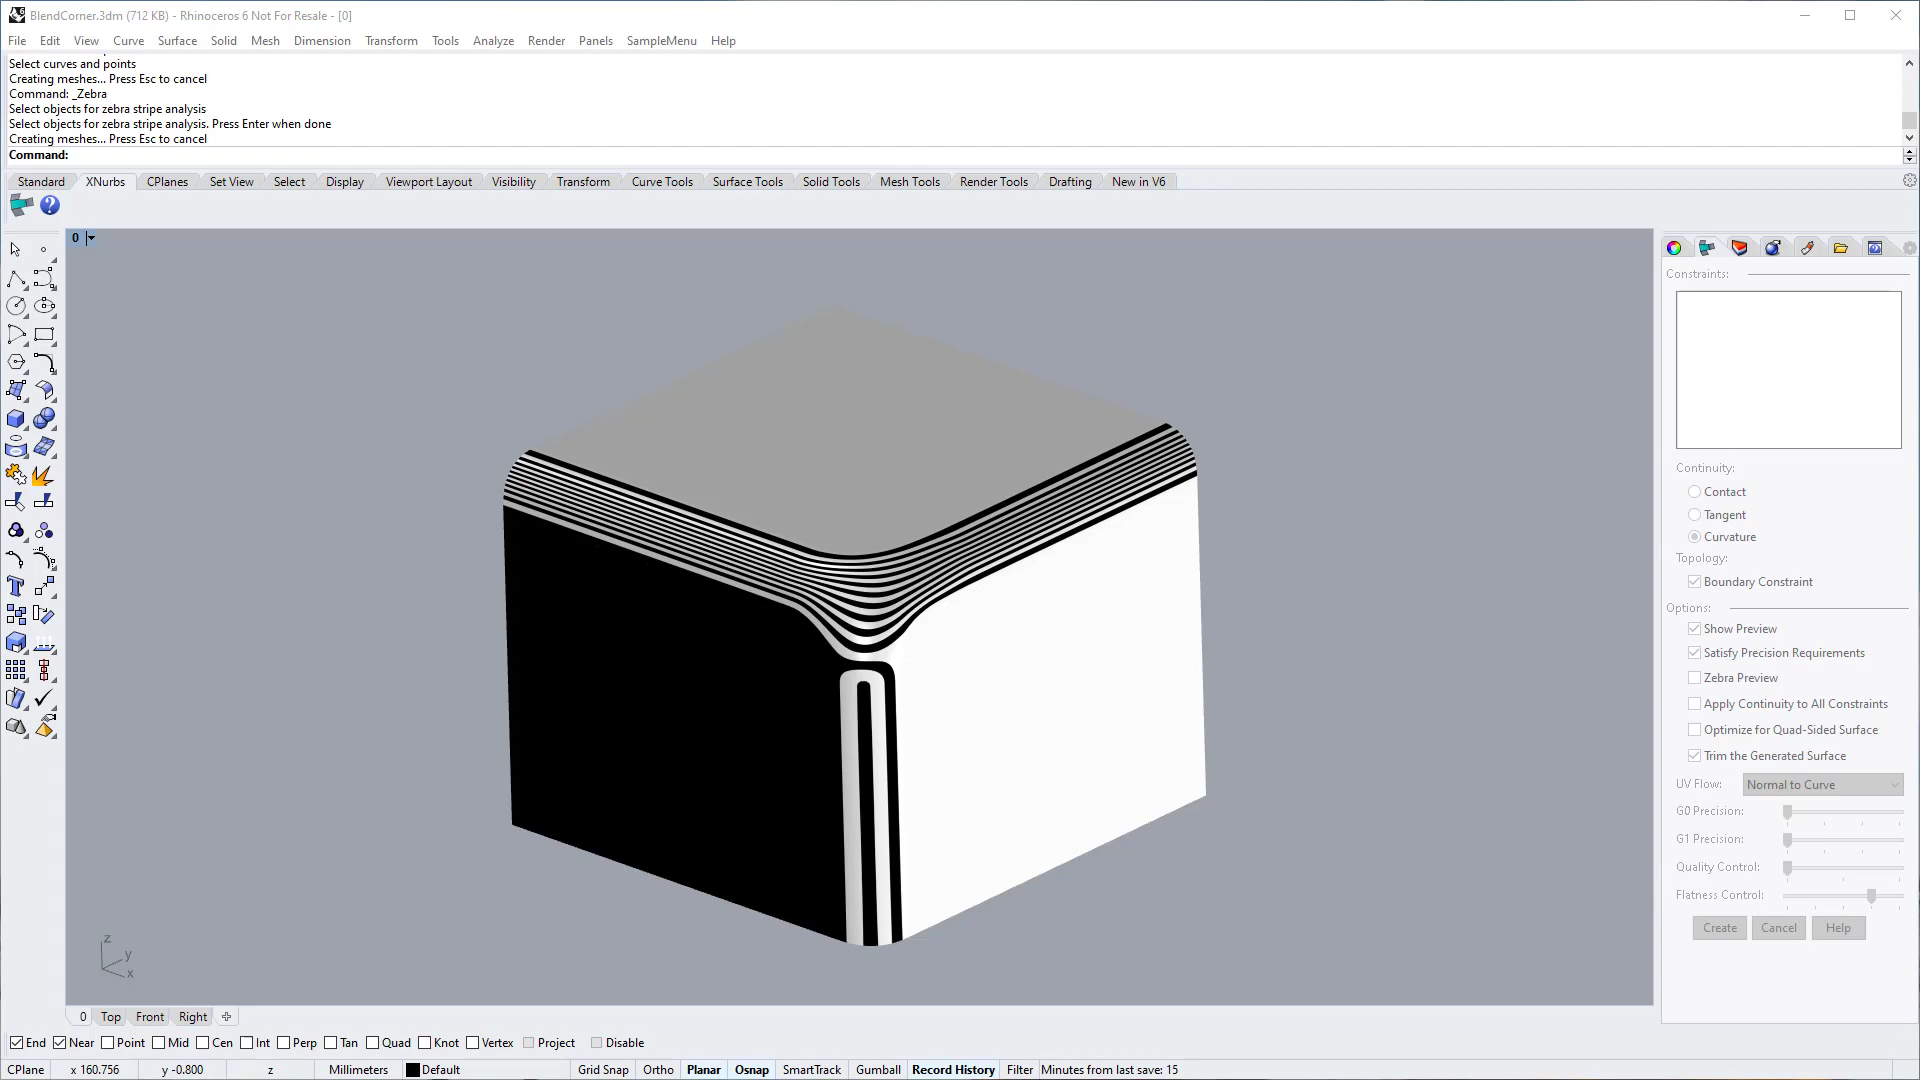 BlendCorner.3dm (712 KB) - Rhinoceros 6 Not For Resale - [0]
File Edit View Curve Surface Solid Mesh Dimension Transform Tools Analyze Render Panels SampleMenu Help
Select curves and points
Creating meshes... Press Esc to cancel
Command: _Zebra
Select objects for zebra stripe analysis
Select objects for zebra stripe analysis. Press Enter when done
Creating meshes... Press Esc to cancel
Command:
Standard XNurbs CPlanes Set View Select Display Viewport Layout Visibility Transform Curve Tools Surface Tools Solid Tools Mesh Tools Render Tools Drafting New in V6
0
Constraints:
Continuity:
Contact
Tangent
Curvature
Topology:
Boundary Constraint
Options:
Show Preview
Satisfy Precision Requirements
Zebra Preview
Apply Continuity to All Constraints
Optimize for Quad-Sided Surface
Trim the Generated Surface
UV Flow: Normal to Curve
G0 Precision:
G1 Precision:
Quality Control:
Flatness Control:
Create Cancel Help
z
y
x
0 Top Front Right
End Near Point Mid Cen Int Perp Tan Quad Knot Vertex Project Disable
CPlane x 160.756 y -0.800 z Millimeters Default Grid Snap Ortho Planar Osnap SmartTrack Gumball Record History Filter Minutes from last save: 15